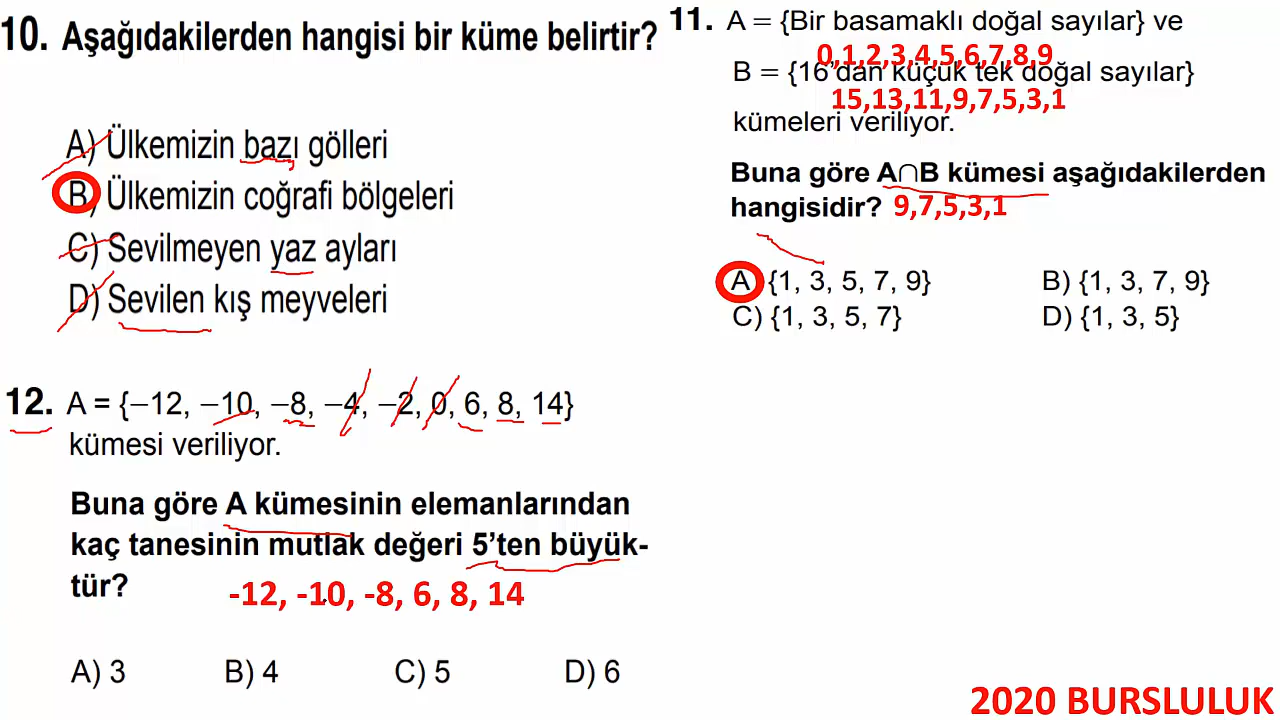 10. Aşağıdakilerden hangisi bir küme belirtir?
A) Ülkemizin bazı gölleri
B) Ülkemizin coğrafi bölgeleri
C) Sevilmeyen yaz ayları
D) Sevilen kış meyveleri
11. A = {Bir basamaklı doğal sayılar} ve
0,1,2,3,4,5,6,7,8,9
B = {16’dan küçük tek doğal sayılar}
15,13,11,9,7,5,3,1
kümeleri veriliyor.
Buna göre A∩B kümesi aşağıdakilerden
hangisidir? 9,7,5,3,1
A) {1, 3, 5, 7, 9} B) {1, 3, 7, 9}
C) {1, 3, 5, 7} D) {1, 3, 5}
12. A = {−12, −10, −8, −4, −2, 0, 6, 8, 14}
kümesi veriliyor.
Buna göre A kümesinin elemanlarından
kaç tanesinin mutlak değeri 5’ten büyük-
tür?
-12, -10, -8, 6, 8, 14
A) 3 B) 4 C) 5 D) 6
2020 BURSLULUK